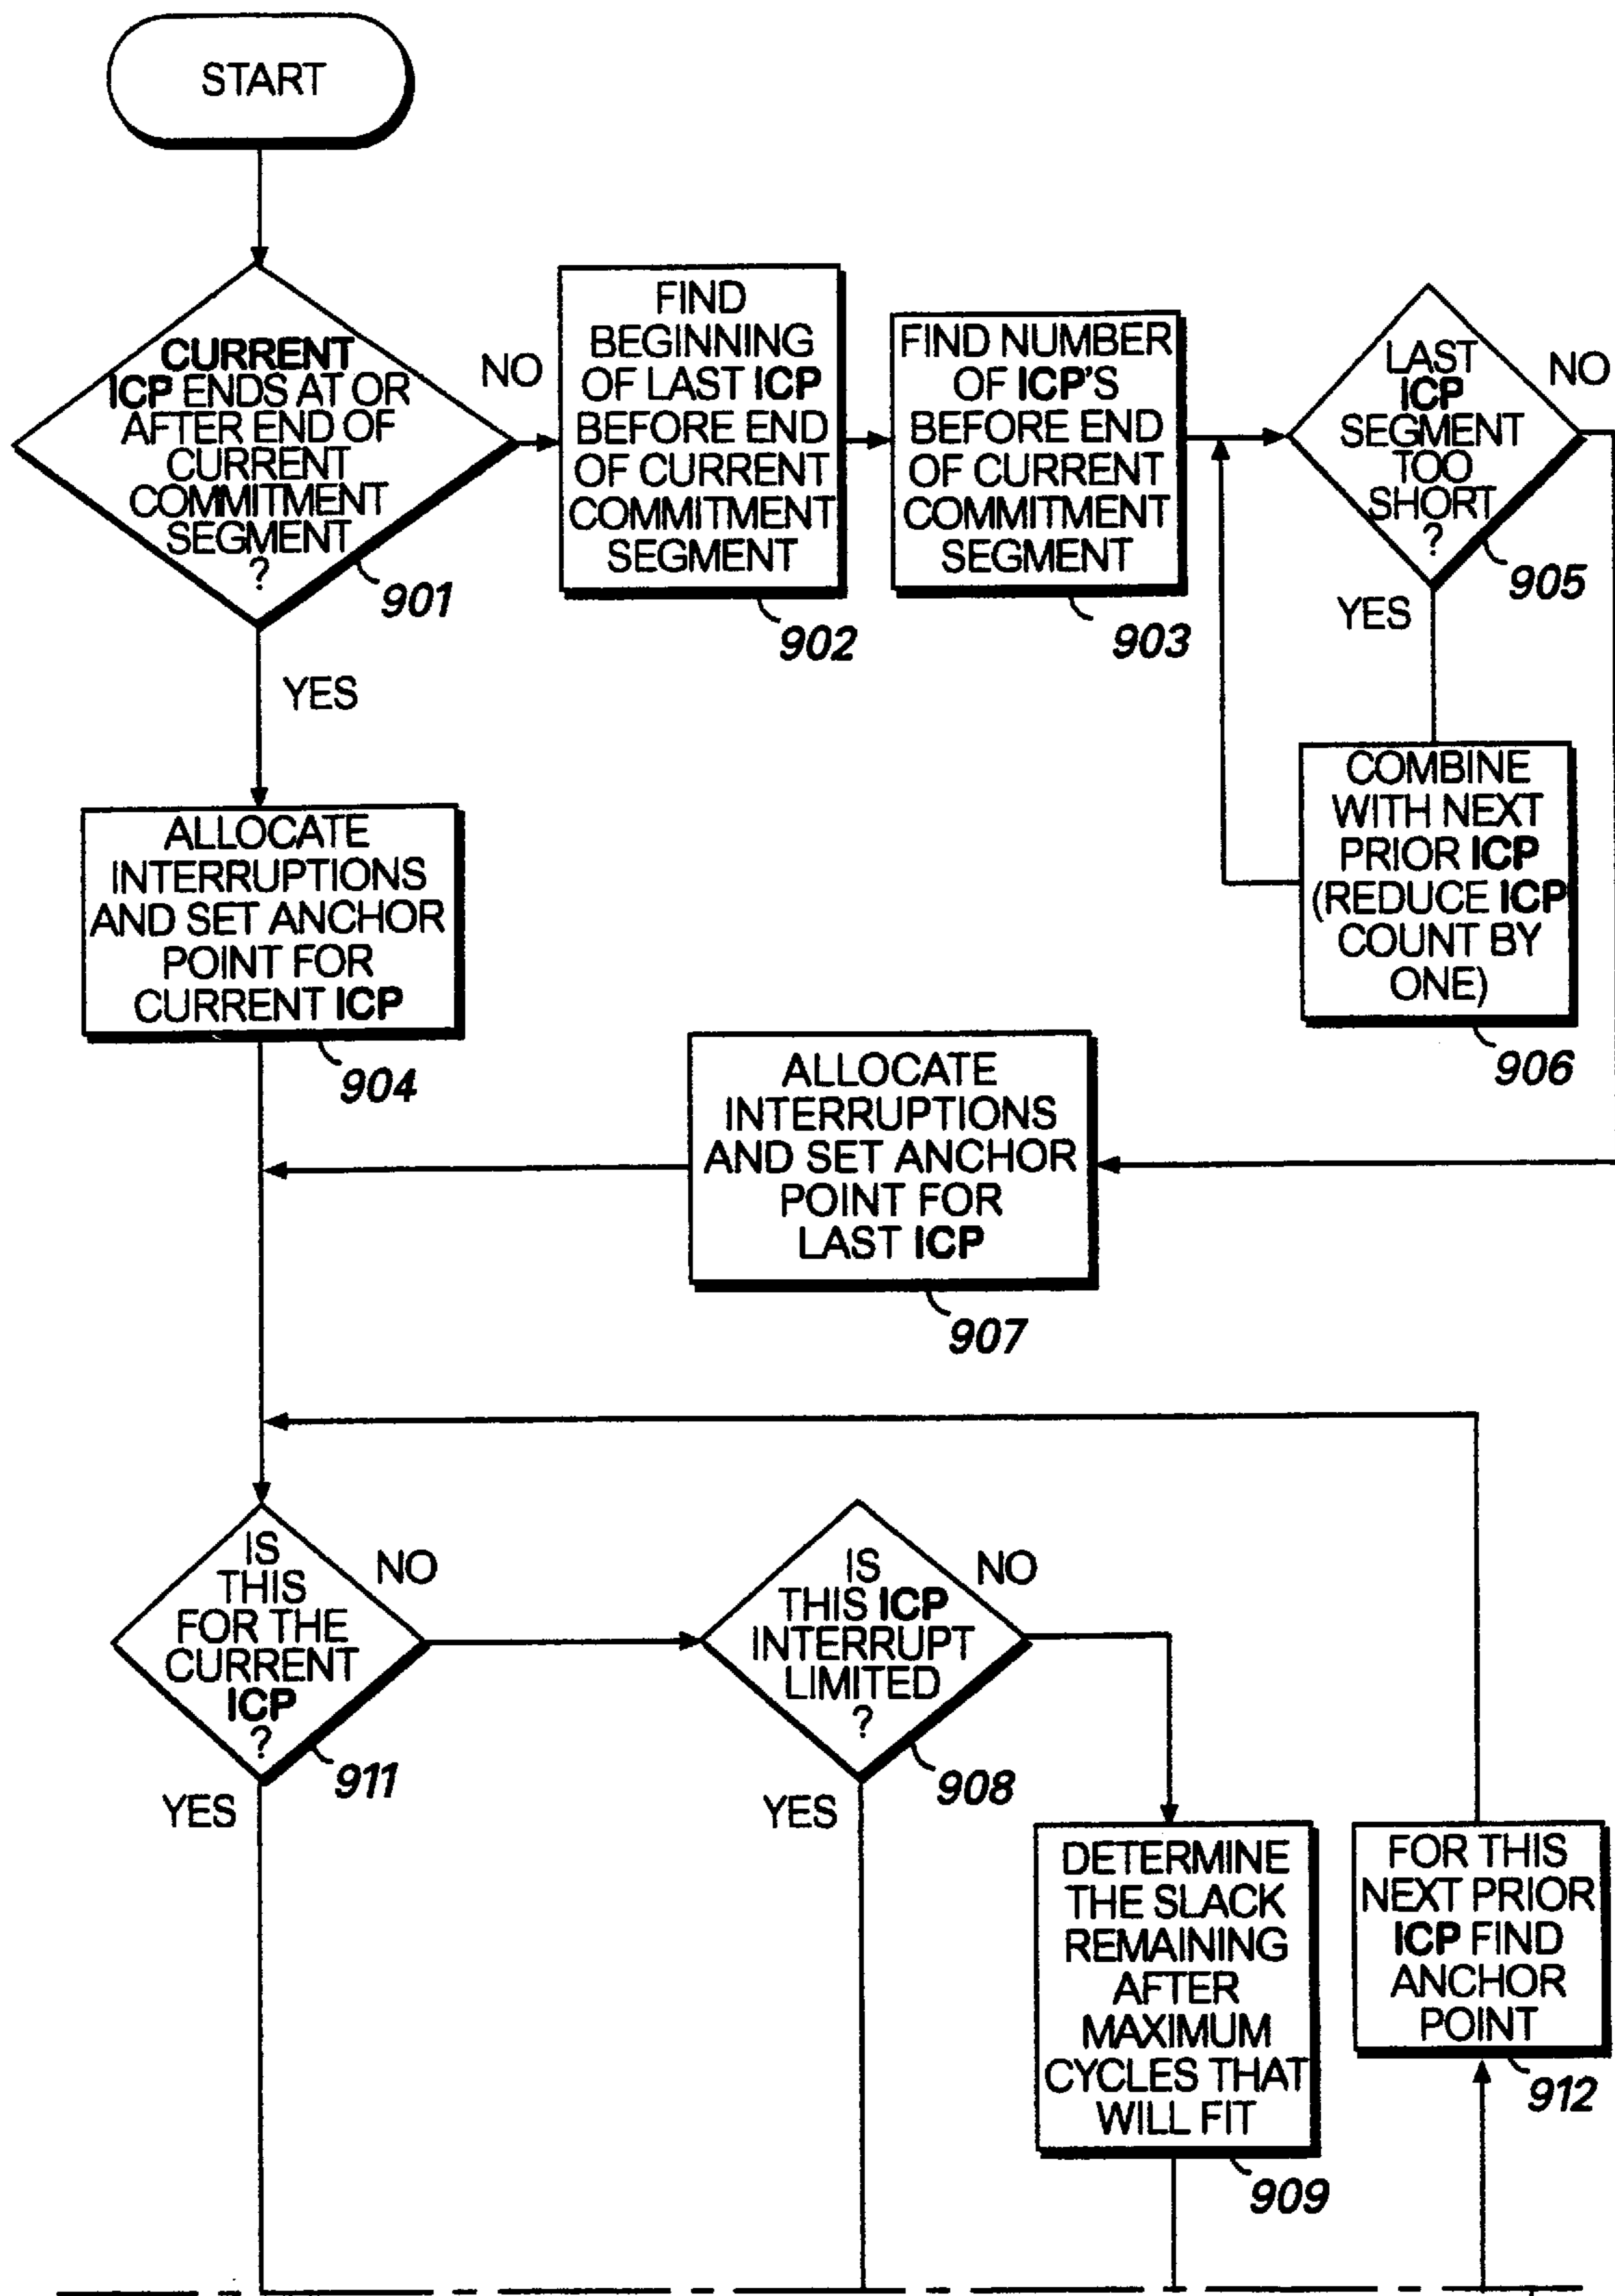 START
CURRENT
ICP ENDS AT OR
AFTER END OF
CURRENT
COMMITMENT
SEGMENT
?
901
NO
YES
FIND
BEGINNING
OF LAST ICP
BEFORE END
OF CURRENT
COMMITMENT
SEGMENT
902
FIND NUMBER
OF ICP'S
BEFORE END
OF CURRENT
COMMITMENT
SEGMENT
903
LAST
ICP
SEGMENT
TOO
SHORT
?
905
NO
YES
COMBINE
WITH NEXT
PRIOR ICP
(REDUCE ICP
COUNT BY
ONE)
906
ALLOCATE
INTERRUPTIONS
AND SET ANCHOR
POINT FOR
CURRENT ICP
904
ALLOCATE
INTERRUPTIONS
AND SET ANCHOR
POINT FOR
LAST ICP
907
IS
THIS
FOR THE
CURRENT
ICP
?
911
NO
YES
IS
THIS ICP
INTERRUPT
LIMITED
?
908
NO
YES
DETERMINE
THE SLACK
REMAINING
AFTER
MAXIMUM
CYCLES THAT
WILL FIT
909
FOR THIS
NEXT PRIOR
ICP FIND
ANCHOR
POINT
912